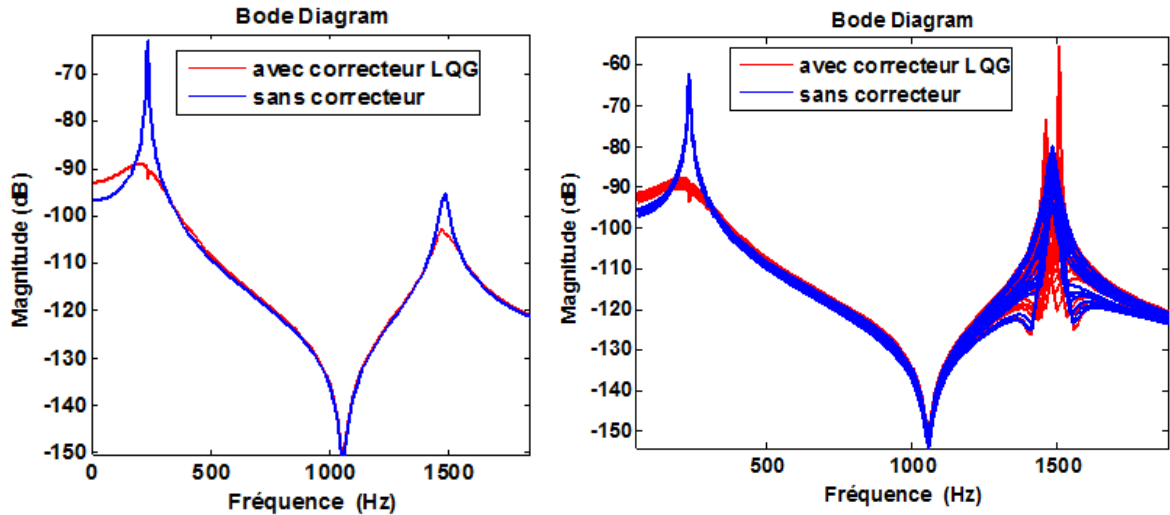 Bode Diagram
avec correcteur LQG
sans correcteur
Magnitude (dB)
-70
-80
-90
-100
-110
-120
-130
-140
-150
0
500
1000
1500
Fréquence (Hz)
Bode Diagram
avec correcteur LQG
sans correcteur
Magnitude (dB)
-60
-70
-80
-90
-100
-110
-120
-130
-140
-150
500
1000
1500
Fréquence (Hz)